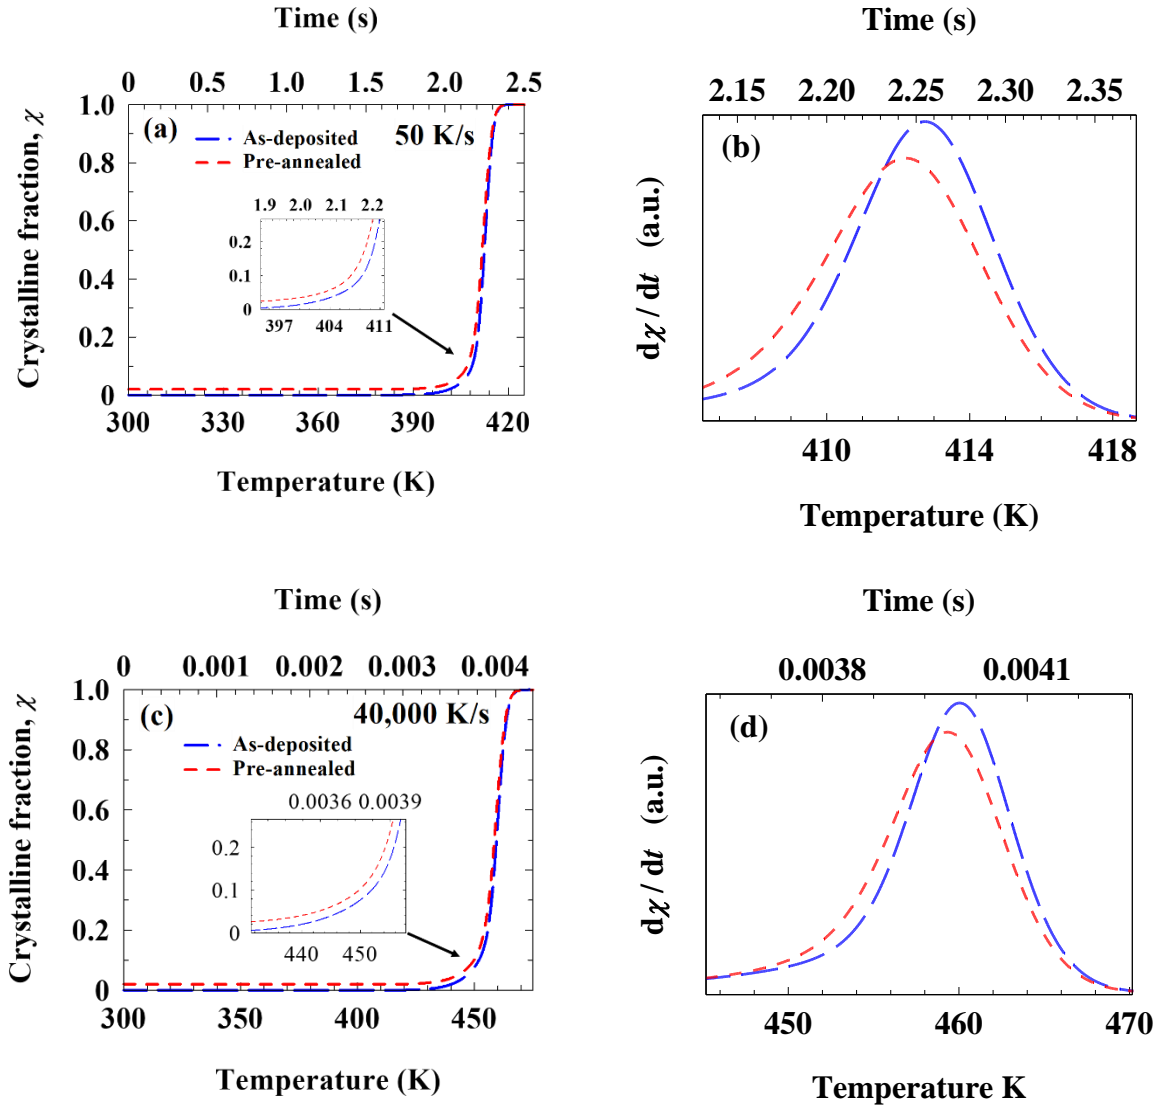 Time (s)
0 0.5 1.0 1.5 2.0 2.5
1.0
0.8
0.6
0.4
0.2
0
Crystalline fraction, χ
(a)
As-deposited
50 K/s
Pre-annealed
1.9 2.0 2.1 2.2
0.2
0.1
0
397 404 411
300 330 360 390 420
Temperature (K)
Time (s)
2.15 2.20 2.25 2.30 2.35
(b)
dχ / dt (a.u.)
410 414 418
Temperature (K)
Time (s)
0 0.001 0.002 0.003 0.004
1.0
0.8
0.6
0.4
0.2
0
Crystalline fraction, χ
(c)
40,000 K/s
As-deposited
Pre-annealed
0.0036 0.0039
0.2
0.1
0
440 450
300 350 400 450
Temperature (K)
Time (s)
0.0038 0.0041
(d)
dχ / dt (a.u.)
450 460 470
Temperature K